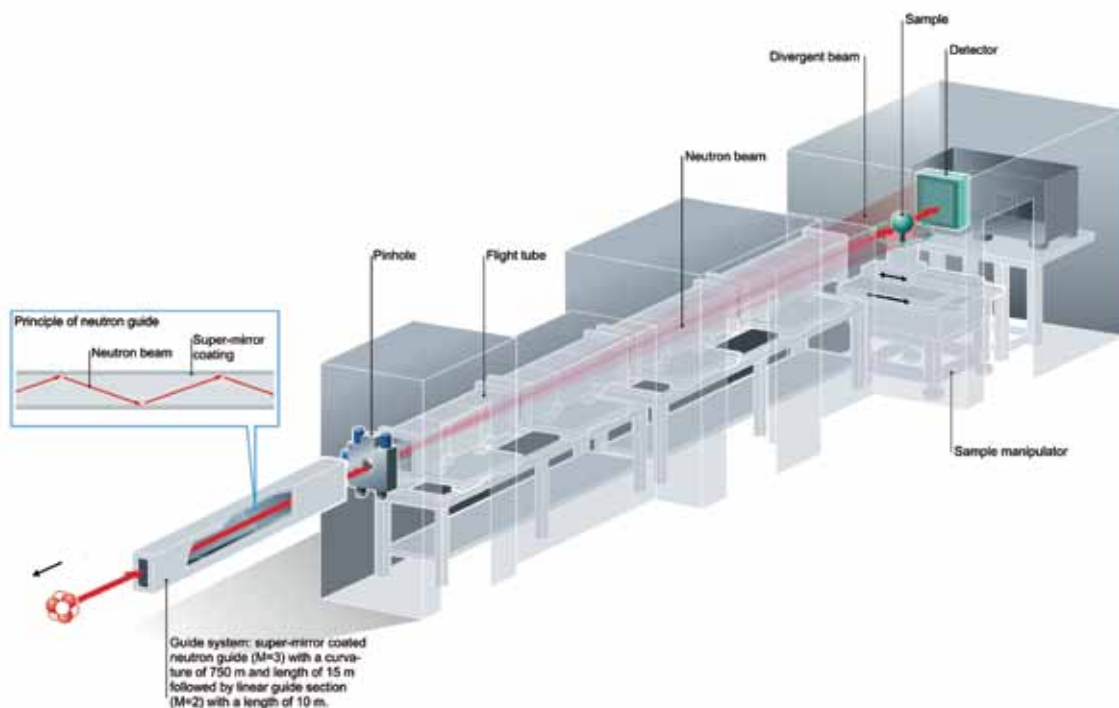 Sample
Divergent beam
Detector
Neutron beam
Pinhole
Flight tube
Principle of neutron guide
Super-mirror
coating
Neutron beam
Sample manipulator
Guide system: super-mirror coated
neutron guide (M=3) with a curva-
ture of 750 m and length of 15 m
followed by linear guide section
(M=2) with a length of 10 m.